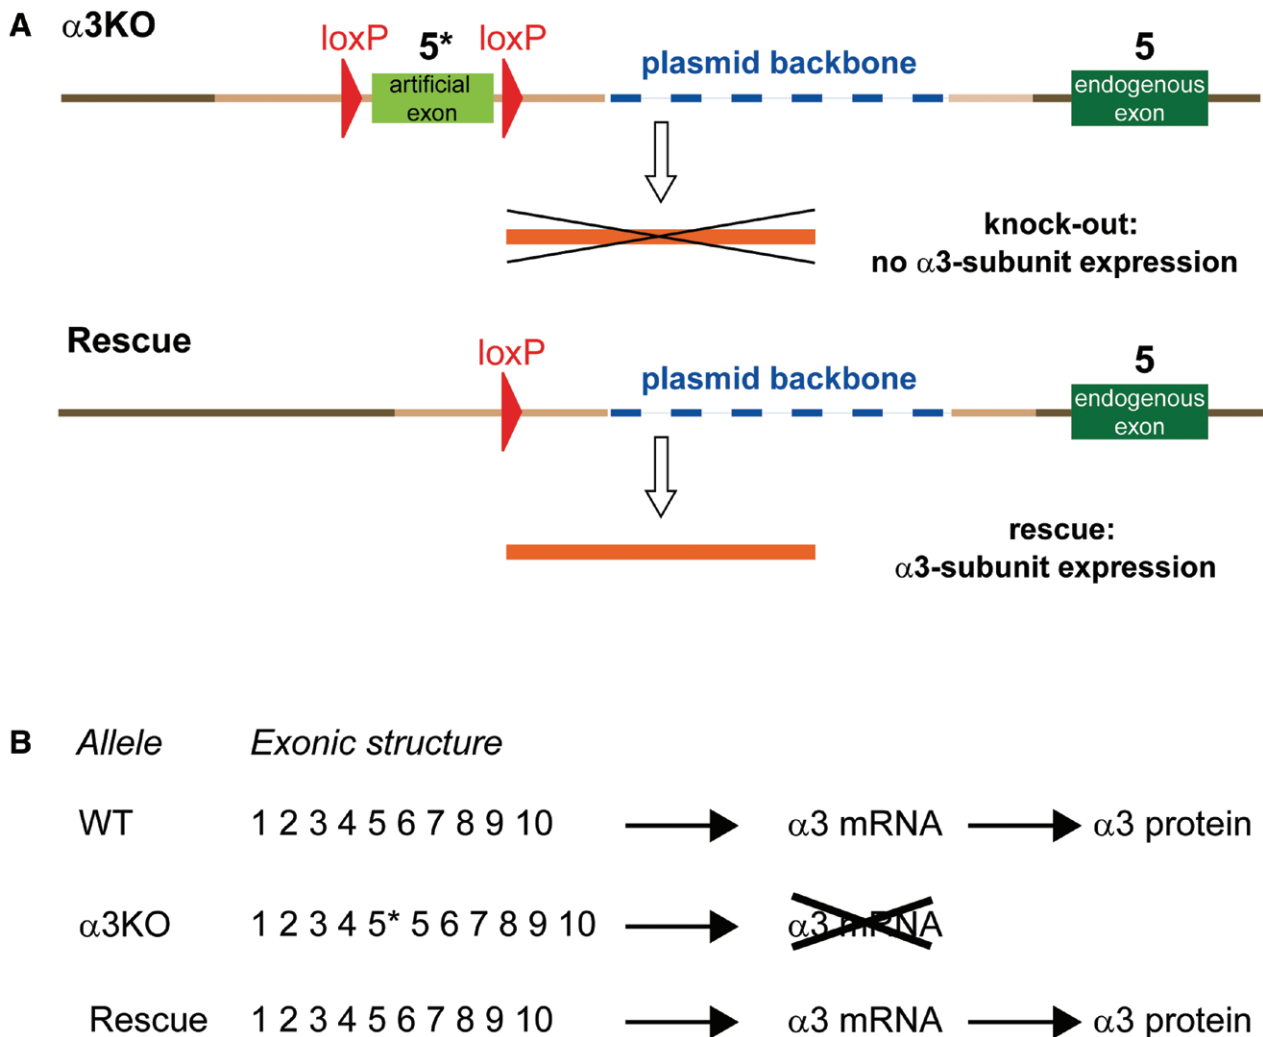 A α3KO
loxP 5* loxP
artificial
exon
plasmid backbone
5
endogenous
exon
knock-out:
no α3-subunit expression
Rescue
loxP
plasmid backbone
5
endogenous
exon
rescue:
α3-subunit expression
B Allele Exonic structure
WT 1 2 3 4 5 6 7 8 9 10 α3 mRNA α3 protein
α3KO 1 2 3 4 5* 5 6 7 8 9 10 α3 mRNA
Rescue 1 2 3 4 5 6 7 8 9 10 α3 mRNA α3 protein